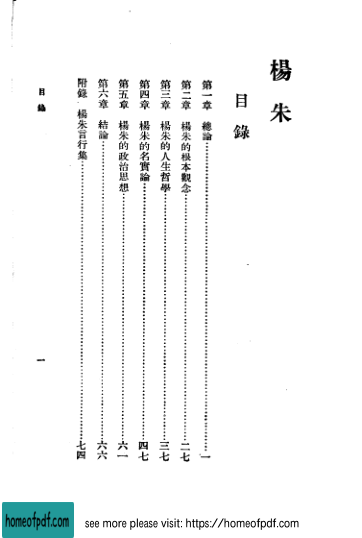 楊朱
目錄
第一章 總論…………一
第二章 楊朱的根本觀念…………二七
第三章 楊朱的人生哲學…………三七
第四章 楊朱的名實論…………四七
第五章 楊朱的政治思想…………六一
第六章 結論…………六六
附錄 楊朱言行集…………七四
目錄
一
homeofpdf.com
see more please visit: https://homeofpdf.com